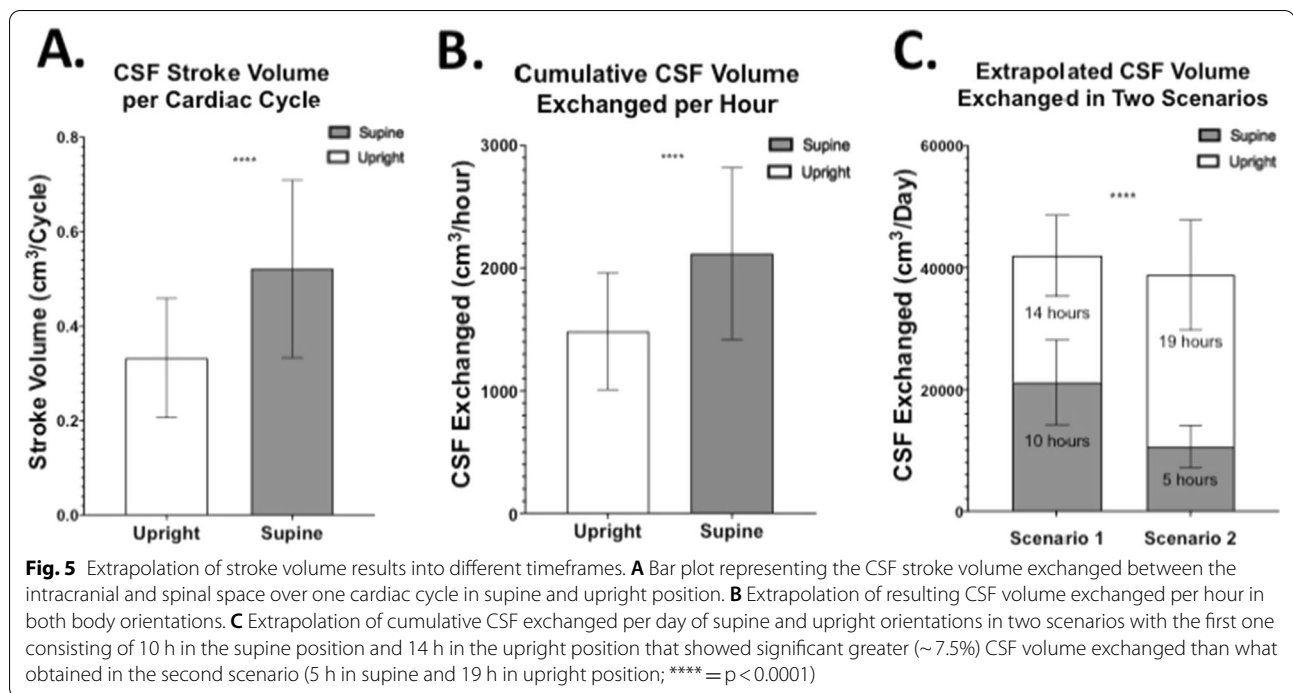 A.
CSF Stroke Volume
per Cardiac Cycle
Supine
Upright
****
Stroke Volume (cm³/Cycle)
0.8
0.6
0.4
0.2
0.0
Upright Supine
B.
Cumulative CSF Volume
Exchanged per Hour
Supine
Upright
****
CSF Exchanged (cm³/hour)
3000
2000
1000
0
Upright Supine
C.
Extrapolated CSF Volume
Exchanged in Two Scenarios
Supine
Upright
****
CSF Exchanged (cm³/Day)
60000
40000
20000
0
14 hours
10 hours
19 hours
5 hours
Scenario 1 Scenario 2
Fig. 5 Extrapolation of stroke volume results into different timeframes. A Bar plot representing the CSF stroke volume exchanged between the
intracranial and spinal space over one cardiac cycle in supine and upright position. B Extrapolation of resulting CSF volume exchanged per hour in
both body orientations. C Extrapolation of cumulative CSF exchanged per day of supine and upright orientations in two scenarios with the first one
consisting of 10 h in the supine position and 14 h in the upright position that showed significant greater (~7.5%) CSF volume exchanged than what
obtained in the second scenario (5 h in supine and 19 h in upright position; **** = p < 0.0001)